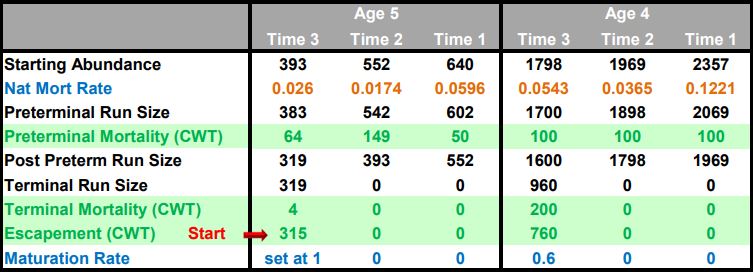 Age 5 Age 4
Time 3 Time 2 Time 1 Time 3 Time 2 Time 1
Starting Abundance 393 552 640 1798 1969 2357
Nat Mort Rate 0.026 0.0174 0.0596 0.0543 0.0365 0.1221
Preterminal Run Size 383 542 602 1700 1898 2069
Preterminal Mortality (CWT) 64 149 50 100 100 100
Post Preterm Run Size 319 393 552 1600 1798 1969
Terminal Run Size 319 0 0 960 0 0
Terminal Mortality (CWT) 4 0 0 200 0 0
Escapement (CWT) Start 315 0 0 760 0 0
Maturation Rate set at 1 0 0 0.6 0 0